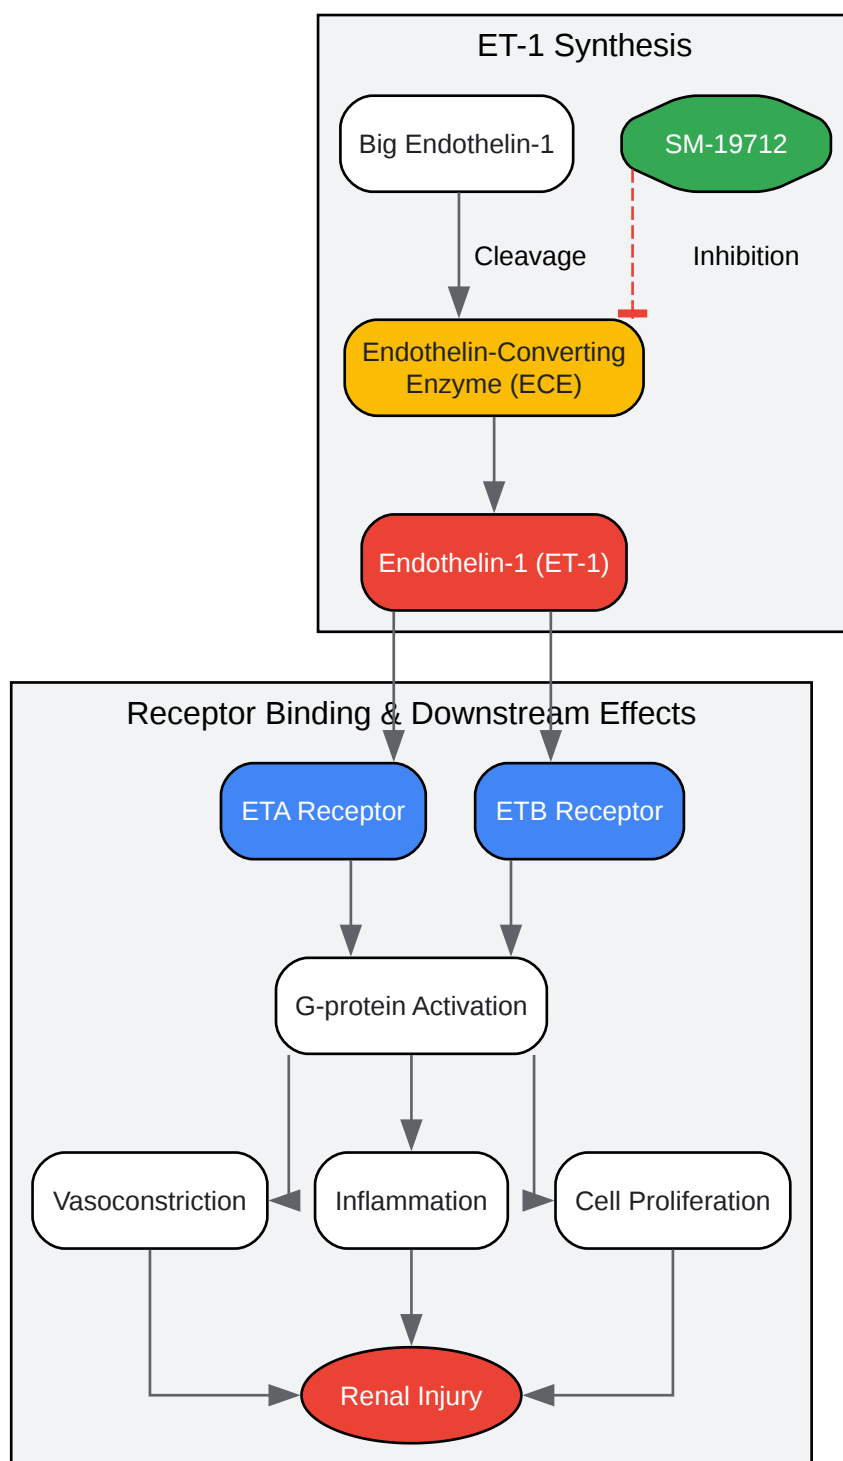 ET-1 Synthesis
Big Endothelin-1
SM-19712
Cleavage
Inhibition
Endothelin-Converting
Enzyme (ECE)
Endothelin-1 (ET-1)
Receptor Binding & Downstream Effects
ETA Receptor
ETB Receptor
G-protein Activation
Vasoconstriction
Inflammation
Cell Proliferation
Renal Injury